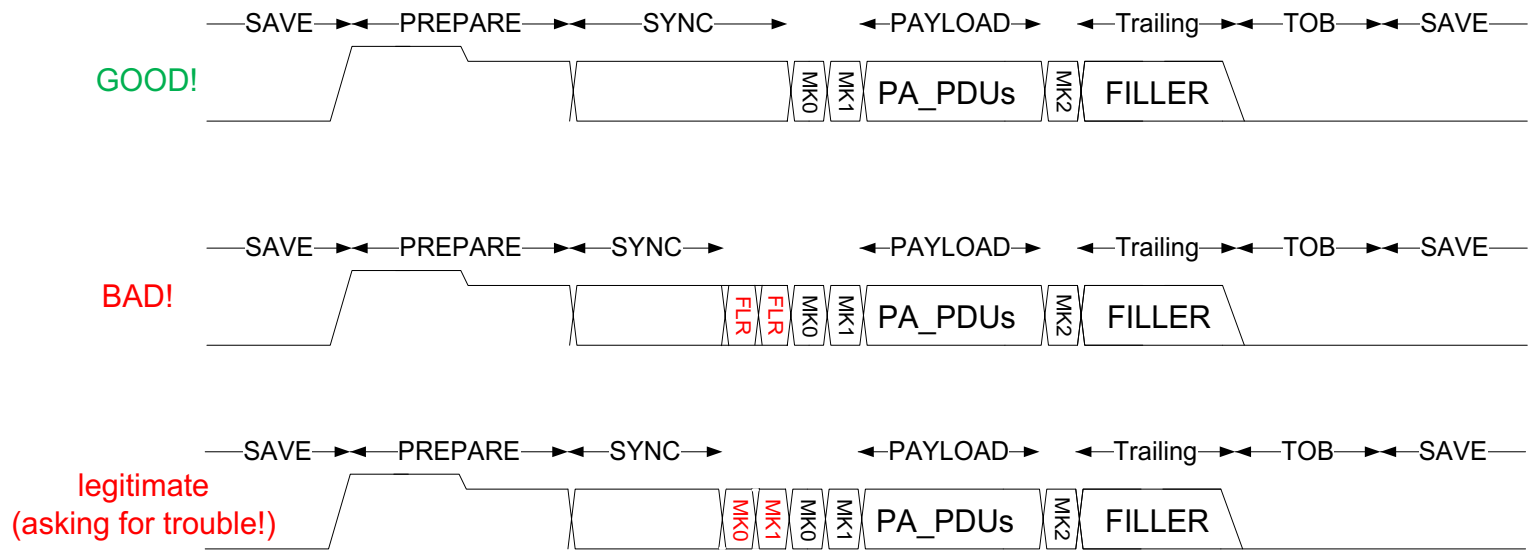 SAVE PREPARE SYNC PAYLOAD Trailing TOB SAVE
GOOD! MK0 MK1 PA_PDUs MK2 FILLER
SAVE PREPARE SYNC PAYLOAD Trailing TOB SAVE
BAD! FLR FLR MK0 MK1 PA_PDUs MK2 FILLER
SAVE PREPARE SYNC PAYLOAD Trailing TOB SAVE
legitimate
(asking for trouble!) MK0 MK1 MK0 MK1 PA_PDUs MK2 FILLER